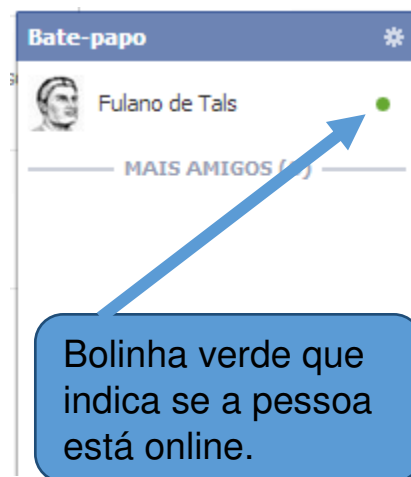 Bate-papo
Fulano de Tals
MAIS AMIGOS
Bolinha verde que
indica se a pessoa
está online.